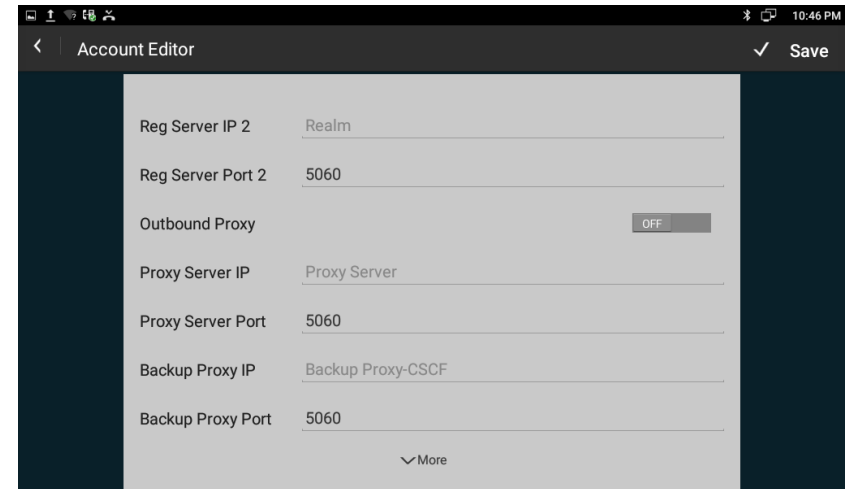 10:46 PM
Account Editor
Save
Reg Server IP 2 Realm
Reg Server Port 2 5060
Outbound Proxy OFF
Proxy Server IP Proxy Server
Proxy Server Port 5060
Backup Proxy IP Backup Proxy-CSCF
Backup Proxy Port 5060
More